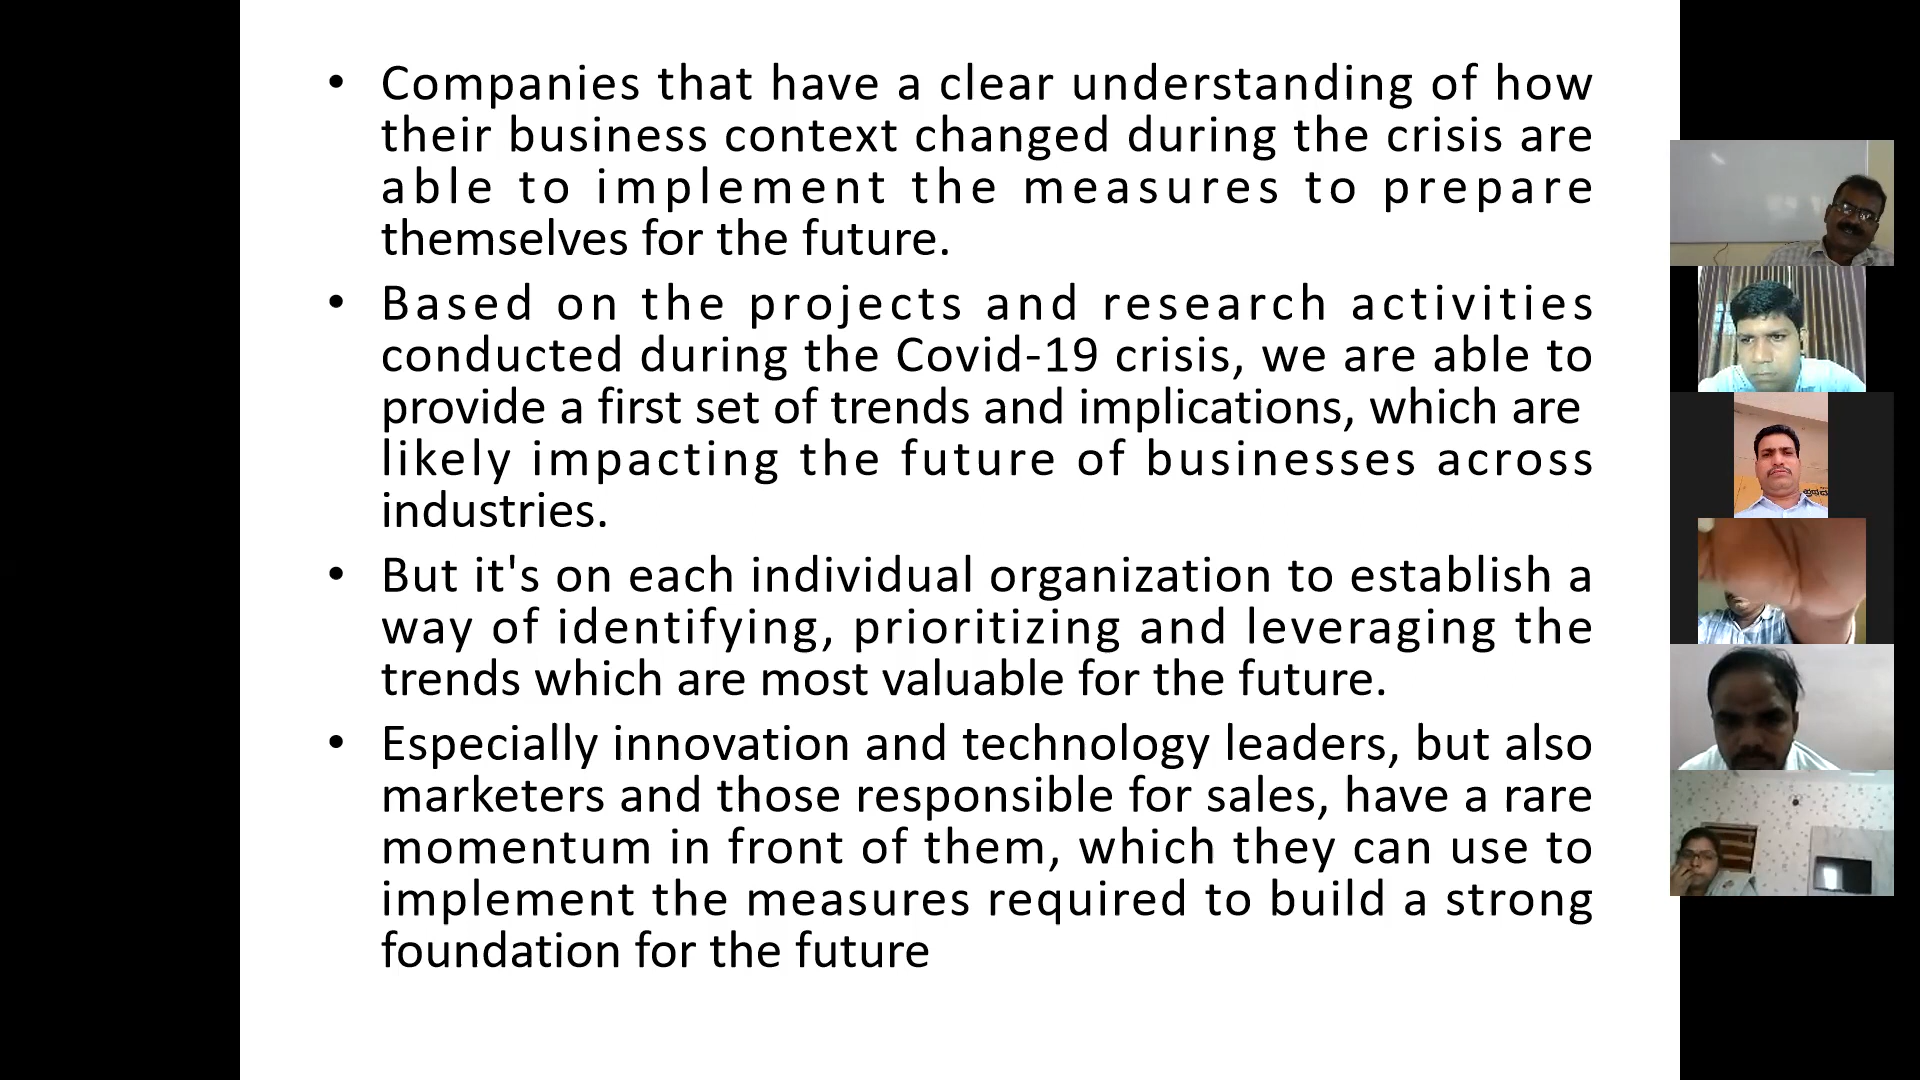 • Companies that have a clear understanding of how
their business context changed during the crisis are
able to implement the measures to prepare
themselves for the future.
• Based on the projects and research activities
conducted during the Covid-19 crisis, we are able to
provide a first set of trends and implications, which are
likely impacting the future of businesses across
industries.
• But it's on each individual organization to establish a
way of identifying, prioritizing and leveraging the
trends which are most valuable for the future.
• Especially innovation and technology leaders, but also
marketers and those responsible for sales, have a rare
momentum in front of them, which they can use to
implement the measures required to build a strong
foundation for the future